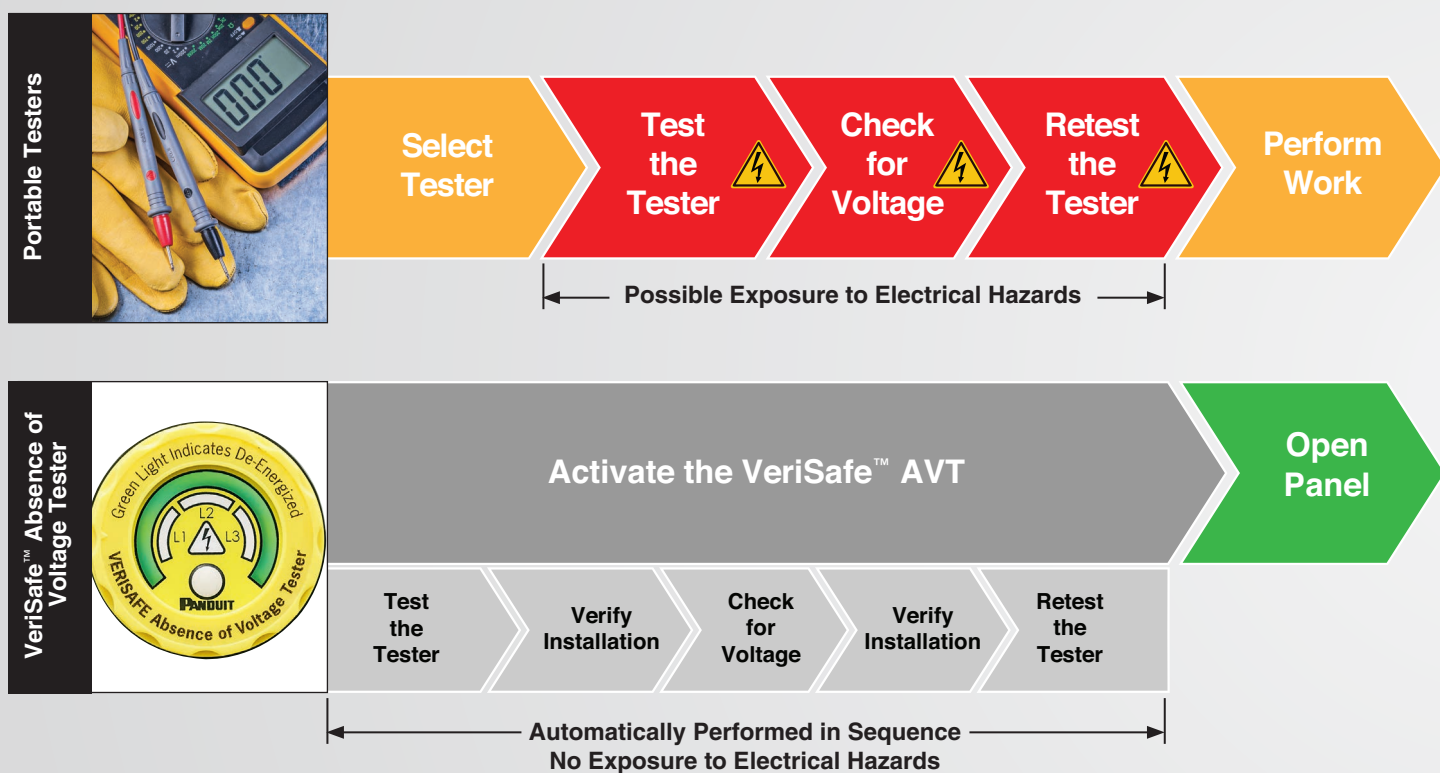 Portable Testers
000
Select
Tester
Test
the
Tester
Check
for
Voltage
Retest
the
Tester
Perform
Work
Possible Exposure to Electrical Hazards
VeriSafe™ Absence of
Voltage Tester
Green Light Indicates De-Energized
L1
L2
L3
PANDUIT
VERISAFE Absence of Voltage Tester
Activate the VeriSafe™ AVT
Open
Panel
Test
the
Tester
Verify
Installation
Check
for
Voltage
Verify
Installation
Retest
the
Tester
Automatically Performed in Sequence
No Exposure to Electrical Hazards